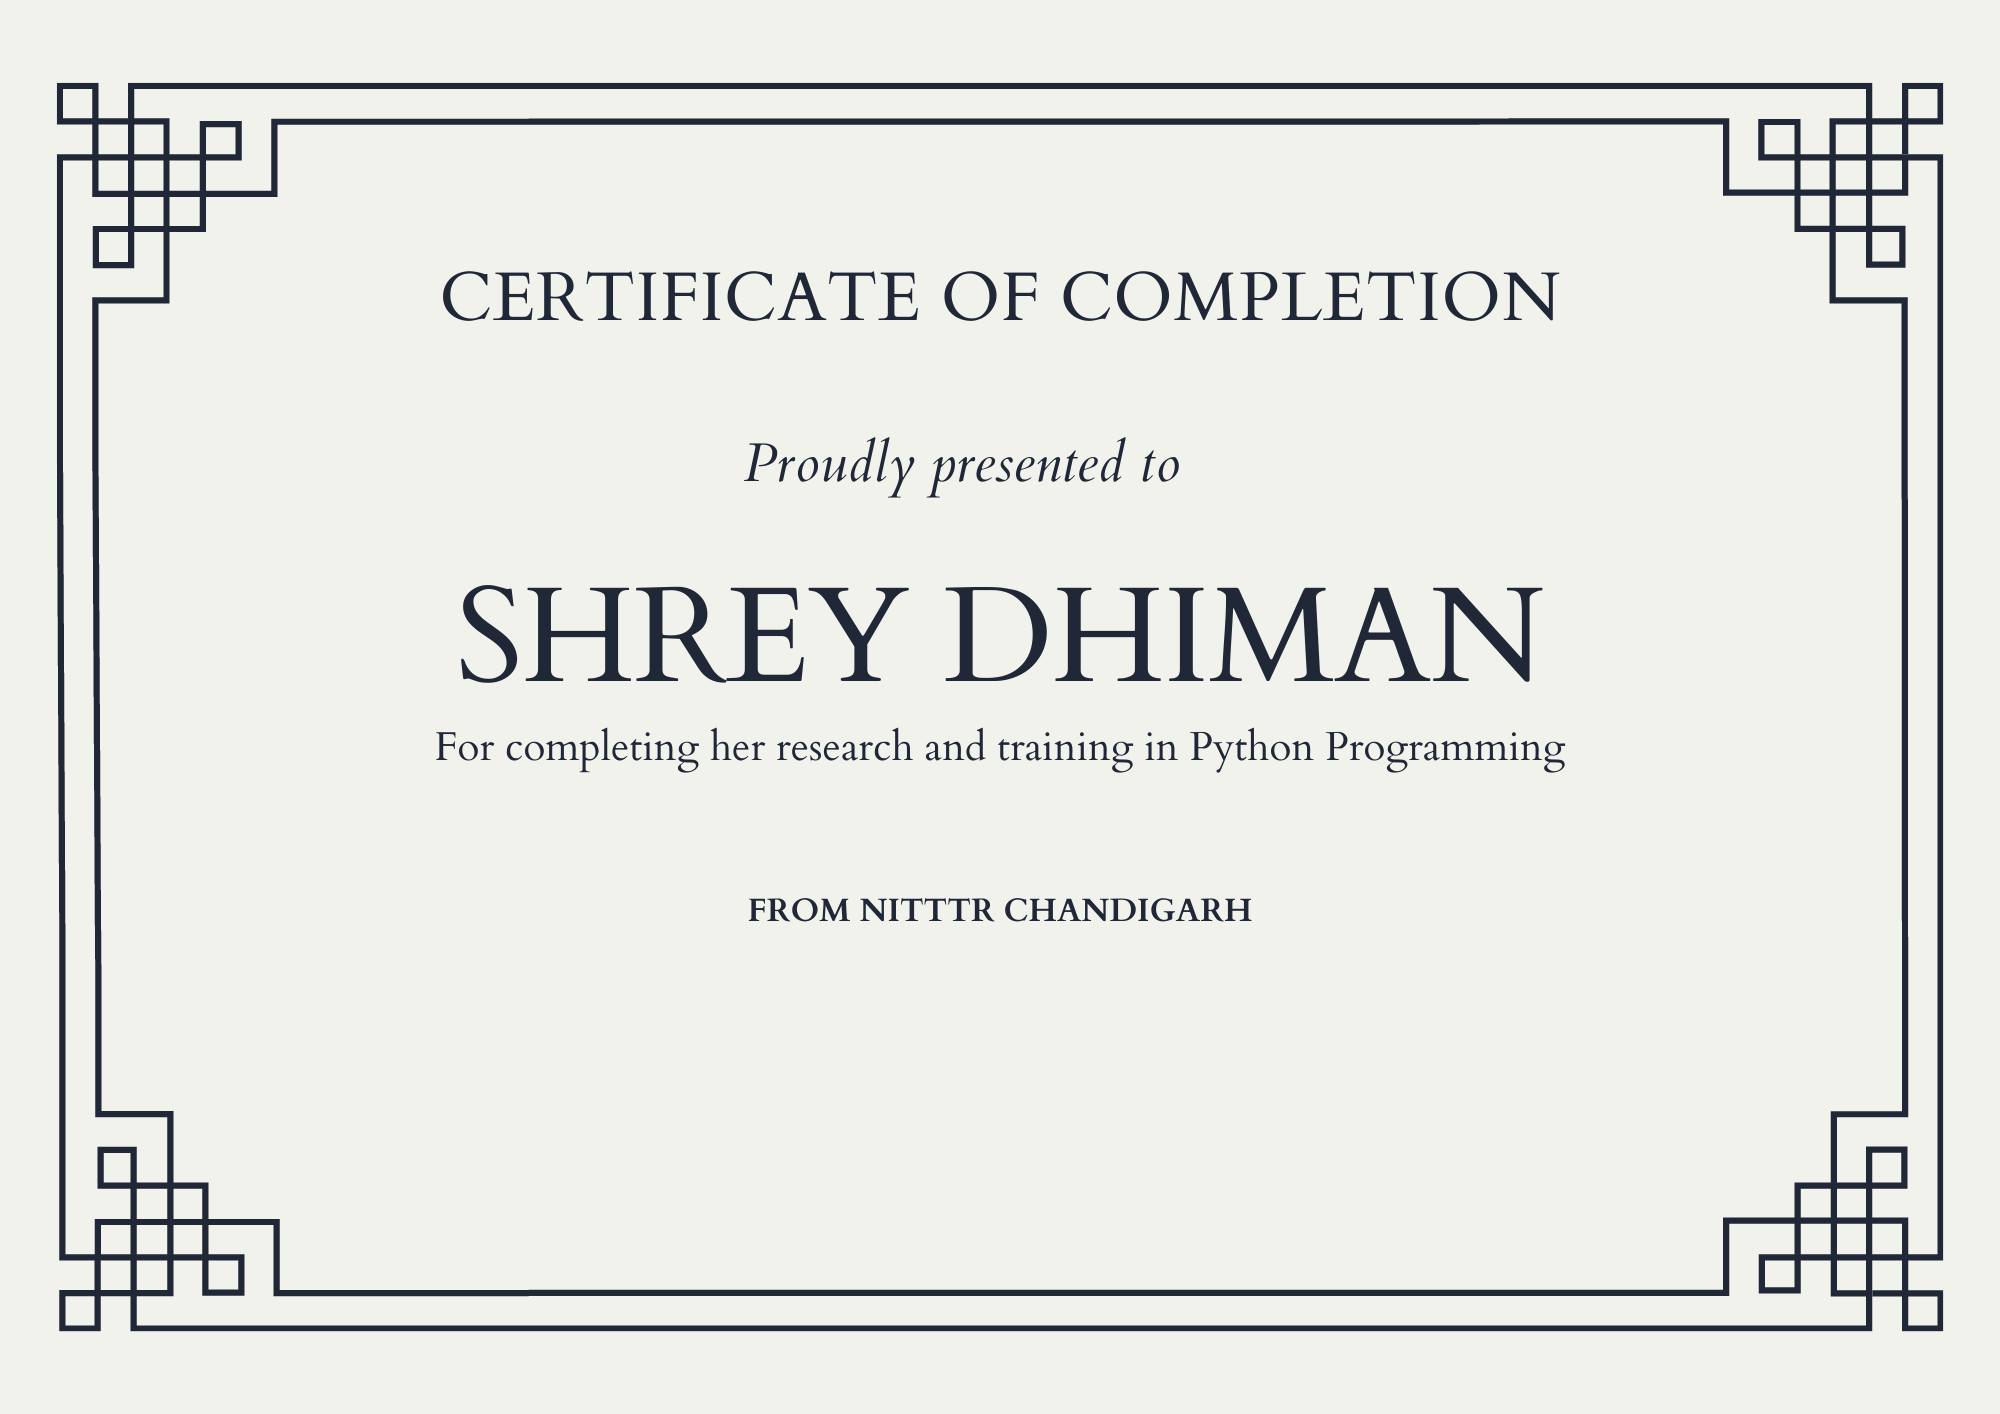 CERTIFICATE OF COMPLETION
Proudly presented to
SHREY DHIMAN
For completing her research and training in Python Programming
FROM NITTTR CHANDIGARH